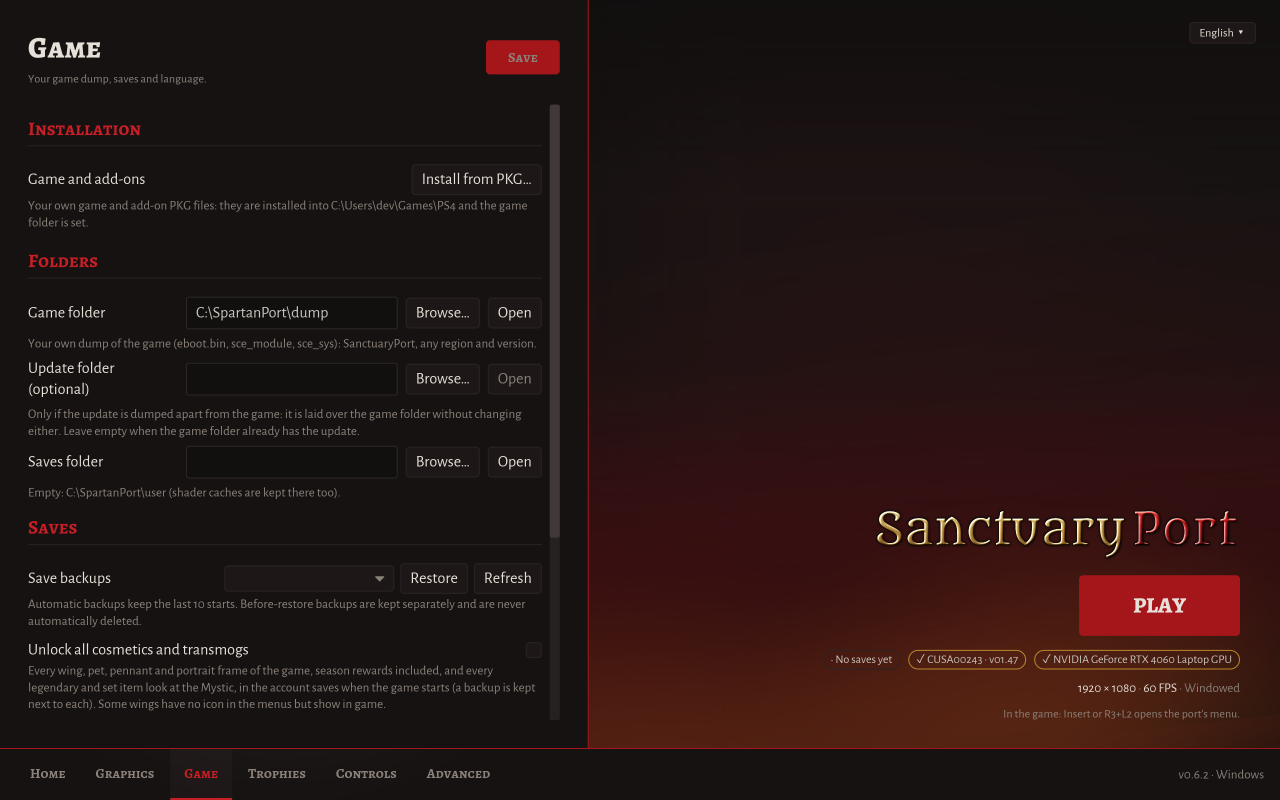 Game
Save
Your game dump, saves and language.
English ▼
Installation
Game and add-ons
Install from PKG...
Your own game and add-on PKG files: they are installed into C:\Users\dev\Games\PS4 and the game
folder is set.
Folders
Game folder
C:\SpartanPort\dump
Browse...
Open
Your own dump of the game (eboot.bin, sce_module, sce_sys): SanctuaryPort, any region and version.
Update folder
(optional)
Browse...
Open
Only if the update is dumped apart from the game: it is laid over the game folder without changing
either. Leave empty when the game folder already has the update.
Saves folder
Browse...
Open
Empty: C:\SpartanPort\user (shader caches are kept there too).
Saves
Save backups
Restore
Refresh
Automatic backups keep the last 10 starts. Before-restore backups are kept separately and are never
automatically deleted.
Unlock all cosmetics and transmogs
Every wing, pet, pennant and portrait frame of the game, season rewards included, and every
legendary and set item look at the Mystic, in the account saves when the game starts (a backup is kept
next to each). Some wings have no icon in the menus but show in game.
Sanctuary Port
PLAY
· No saves yet
✓ CUSA00243 · v01.47
✓ NVIDIA GeForce RTX 4060 Laptop GPU
1920 × 1080 · 60 FPS · Windowed
In the game: Insert or R3+L2 opens the port's menu.
Home
Graphics
Game
Trophies
Controls
Advanced
v0.6.2 · Windows